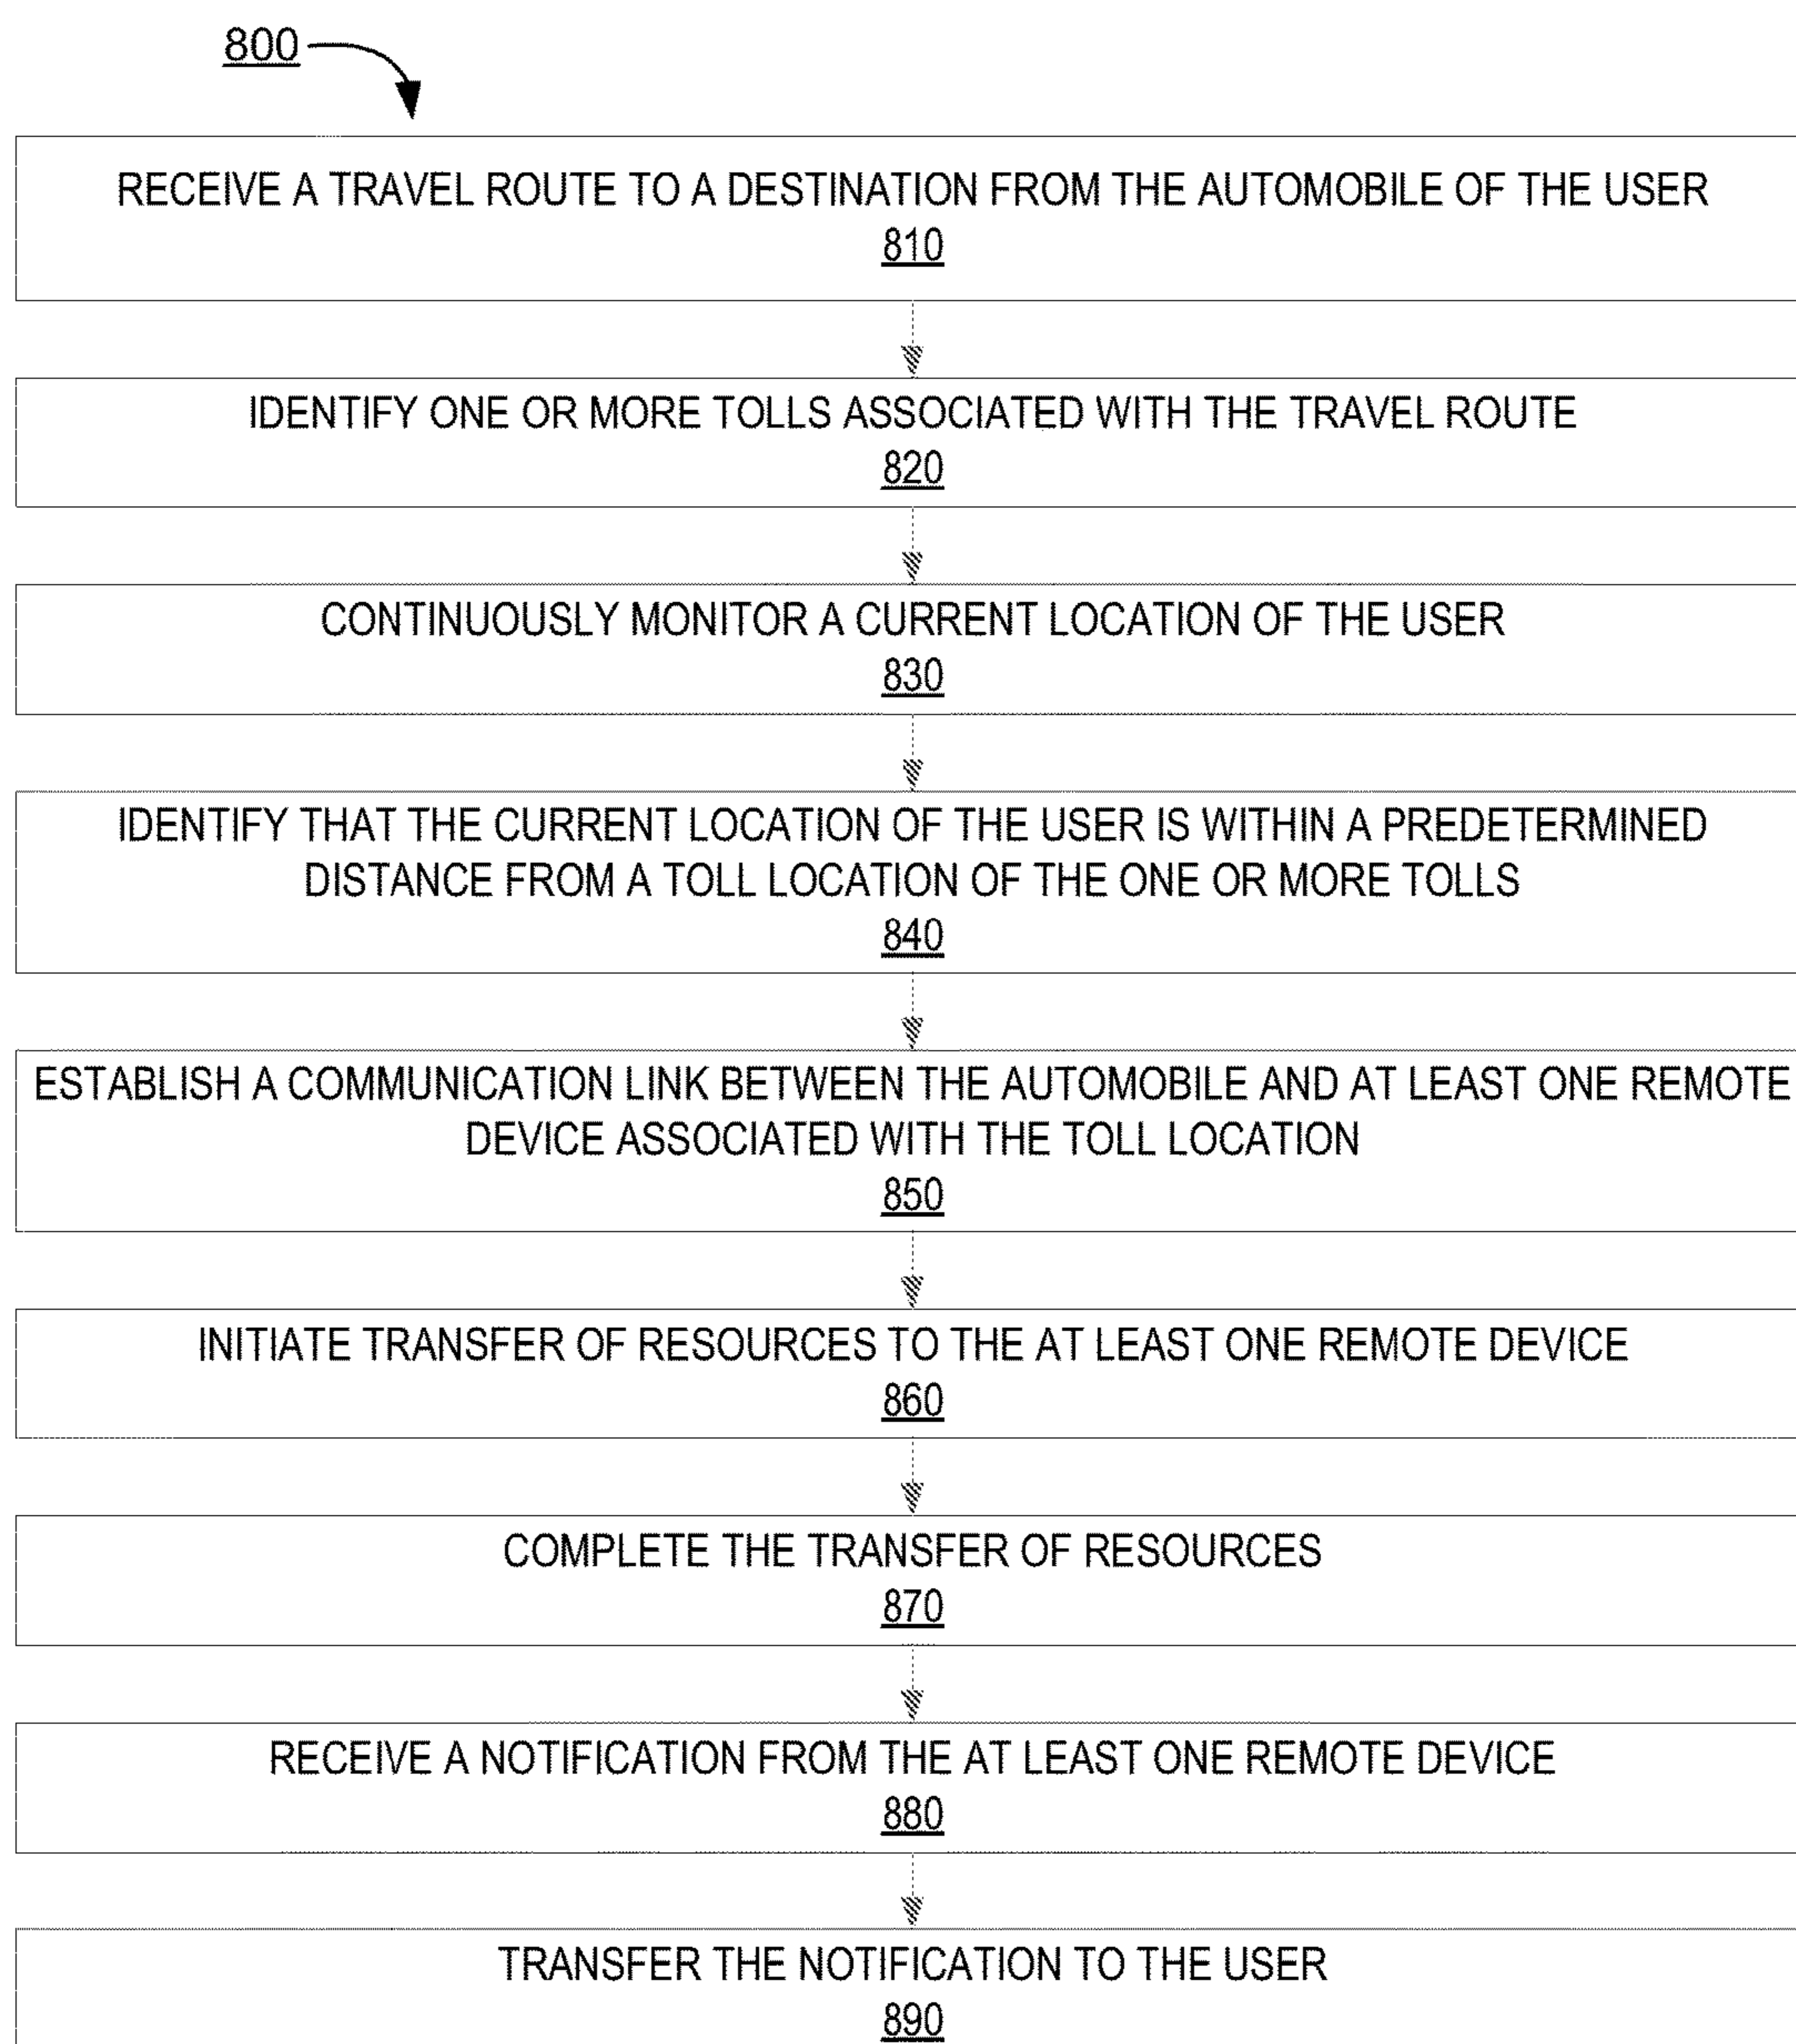 800
RECEIVE A TRAVEL ROUTE TO A DESTINATION FROM THE AUTOMOBILE OF THE USER
810
IDENTIFY ONE OR MORE TOLLS ASSOCIATED WITH THE TRAVEL ROUTE
820
CONTINUOUSLY MONITOR A CURRENT LOCATION OF THE USER
830
IDENTIFY THAT THE CURRENT LOCATION OF THE USER IS WITHIN A PREDETERMINED
DISTANCE FROM A TOLL LOCATION OF THE ONE OR MORE TOLLS
840
ESTABLISH A COMMUNICATION LINK BETWEEN THE AUTOMOBILE AND AT LEAST ONE REMOTE
DEVICE ASSOCIATED WITH THE TOLL LOCATION
850
INITIATE TRANSFER OF RESOURCES TO THE AT LEAST ONE REMOTE DEVICE
860
COMPLETE THE TRANSFER OF RESOURCES
870
RECEIVE A NOTIFICATION FROM THE AT LEAST ONE REMOTE DEVICE
880
TRANSFER THE NOTIFICATION TO THE USER
890